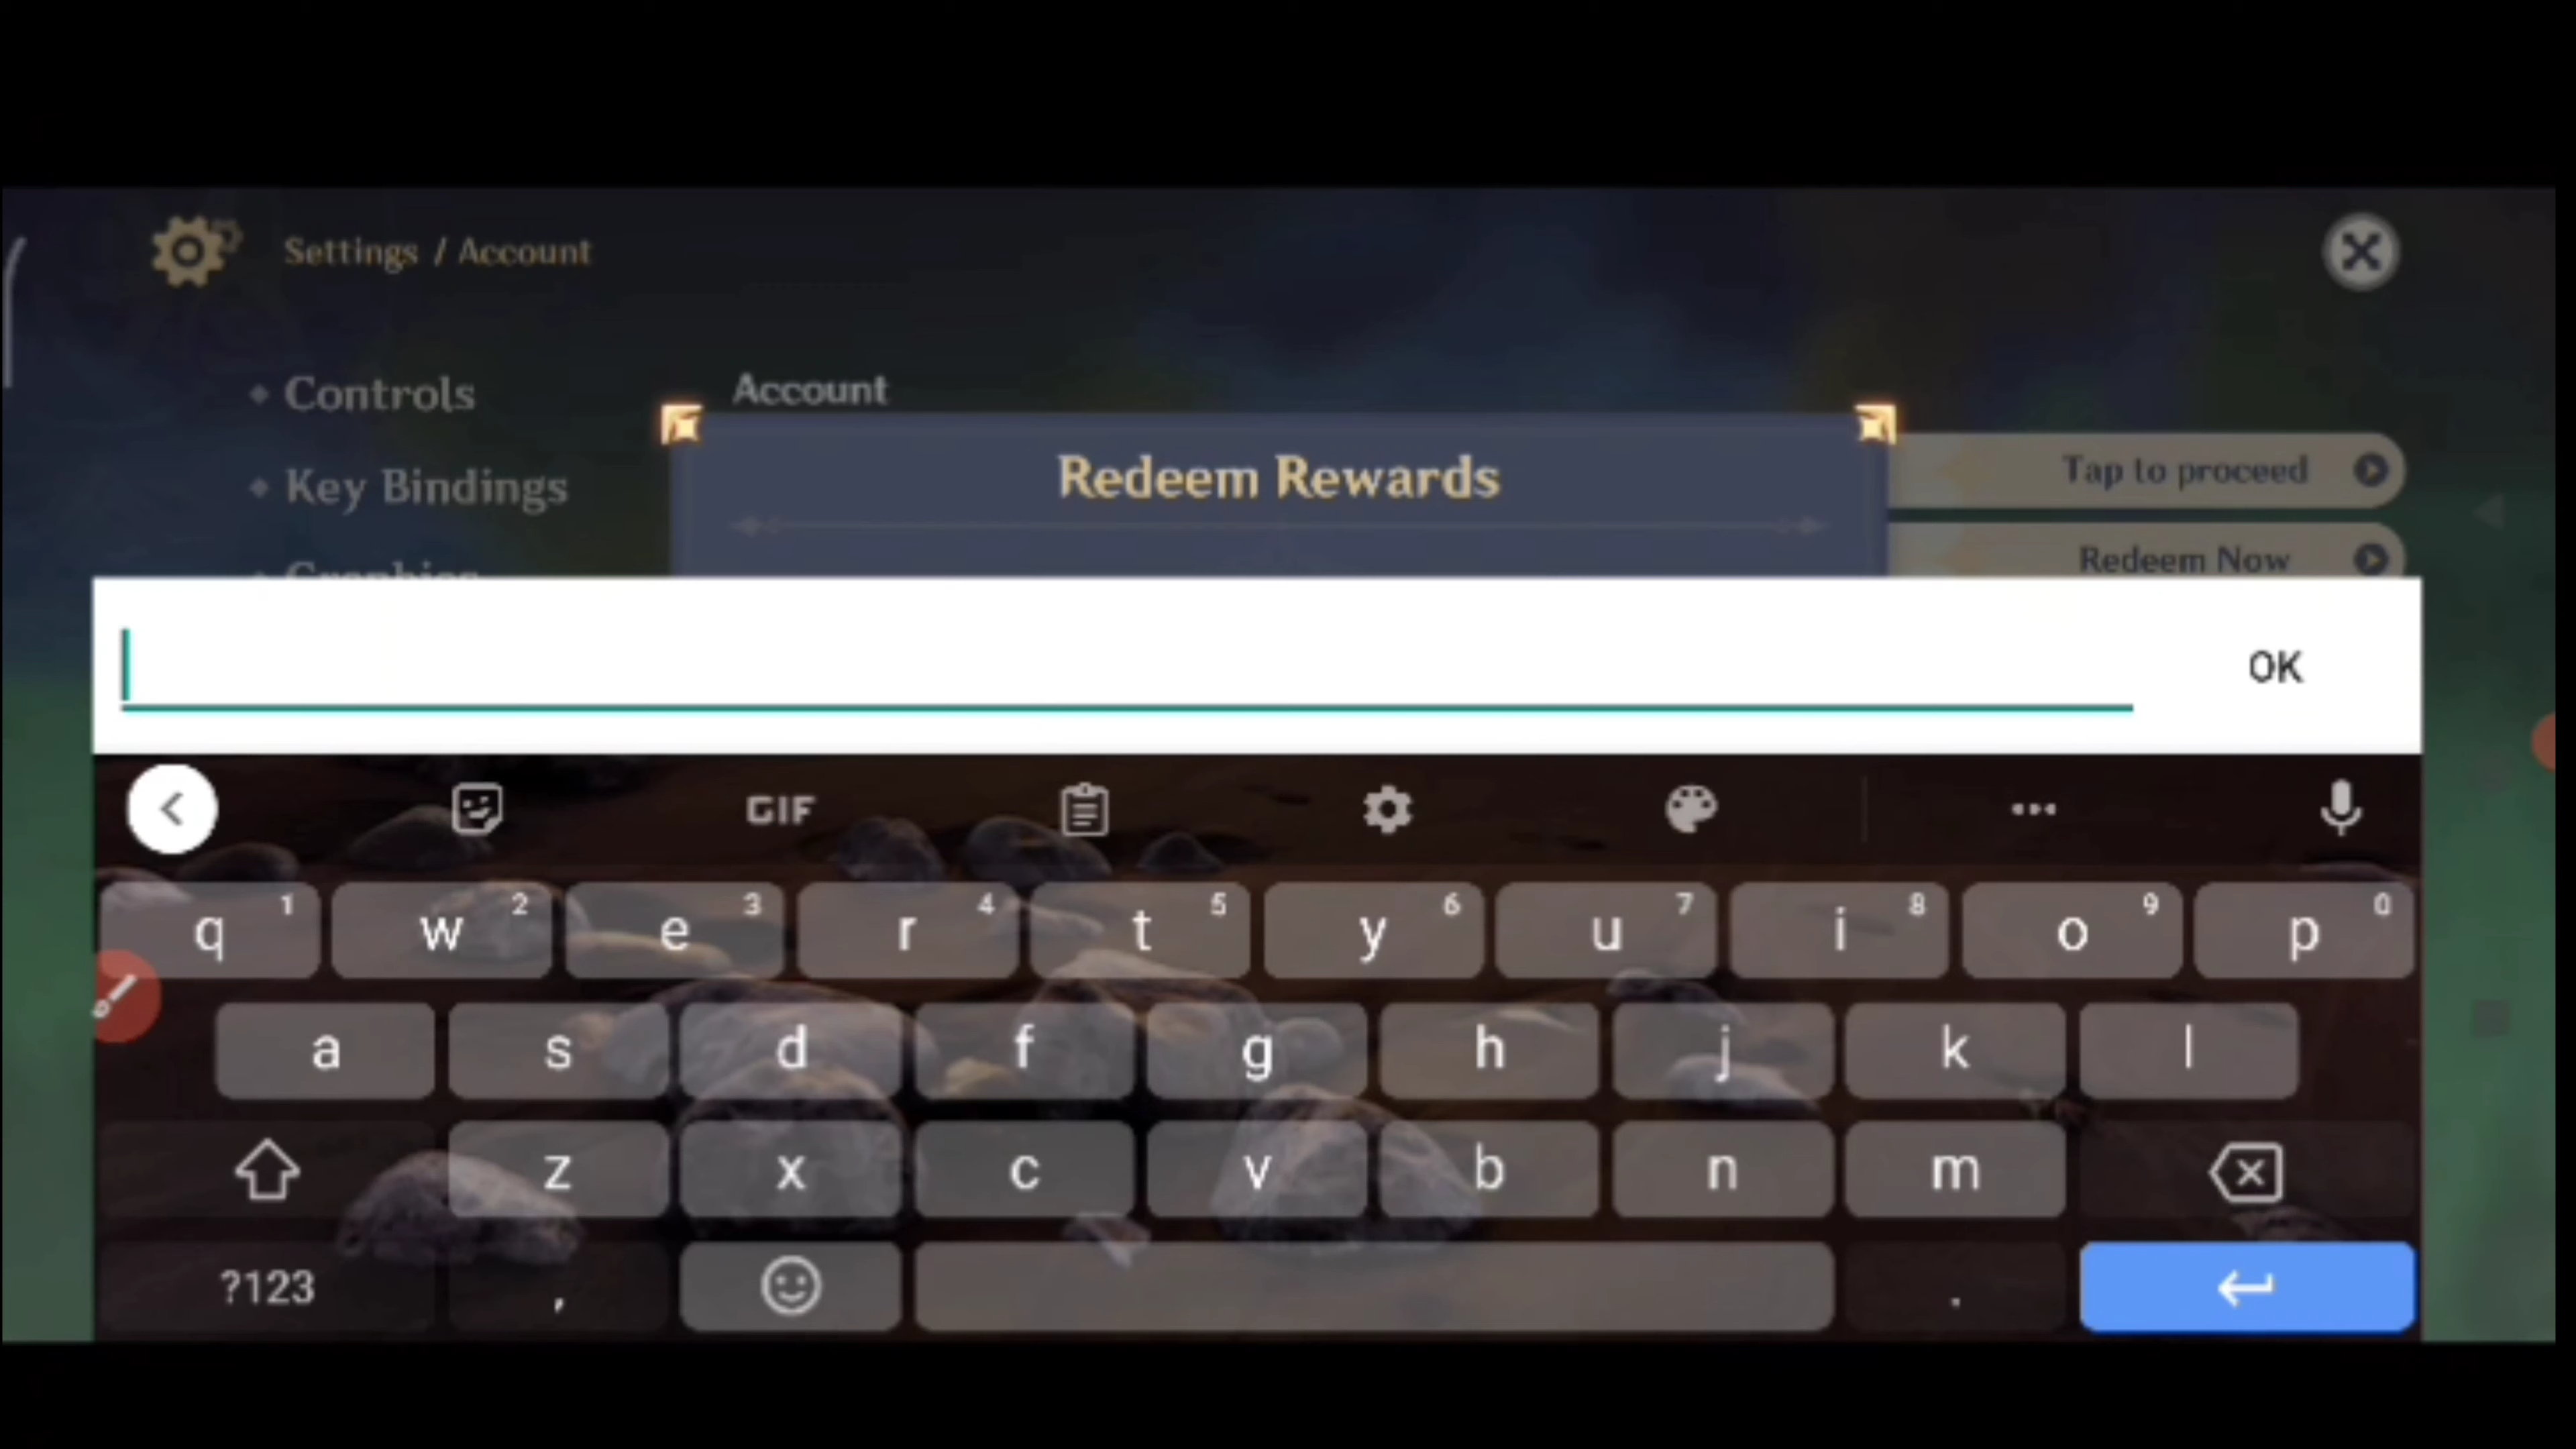 Settings / Account
Controls
Account
Key Bindings
Redeem Rewards
Tap to proceed
Graphics
Redeem Now
OK
GIF
q 1 w 2 e 3 r 4 t 5 y 6 u 7 i 8 o 9 p 0
a s d f g h j k l
z x c v b n m
?123 , .